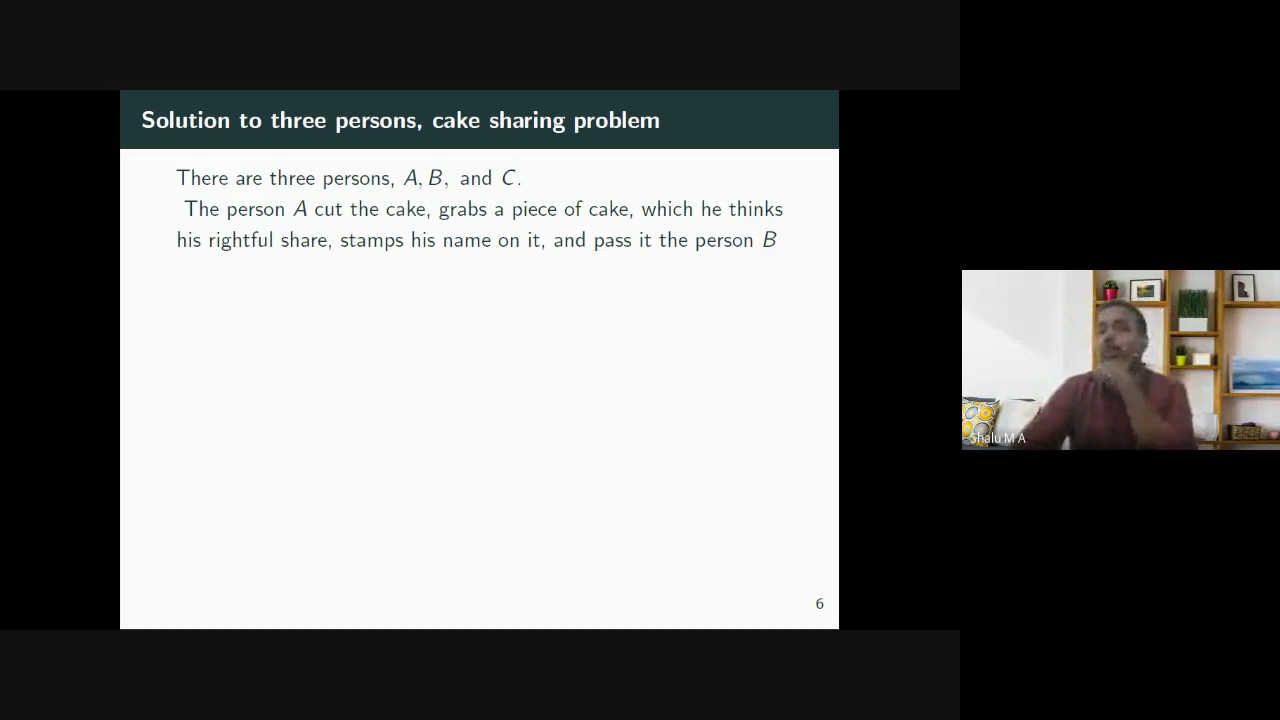 Solution to three persons, cake sharing problem
There are three persons, A, B, and C.
The person A cut the cake, grabs a piece of cake, which he thinks
his rightful share, stamps his name on it, and pass it the person B
6
Shalu M A